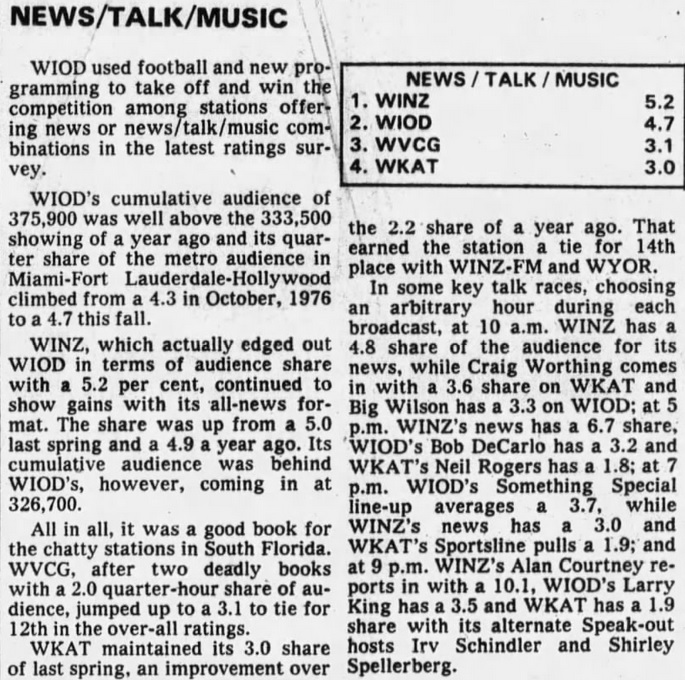 NEWS/TALK/MUSIC
WIOD used football and new pro-
gramming to take off and win the
competition among stations offer-
ing news or news/talk/music com-
binations in the latest ratings sur-
vey.
WIOD's cumulative audience of
375,900 was well above the 333,500
showing of a year ago and its quar-
ter share of the metro audience in
Miami-Fort Lauderdale-Hollywood
climbed from a 4.3 in October, 1976
to a 4.7 this fall.
WINZ, which actually edged out
WIOD in terms of audience share
with a 5.2 per cent, continued to
show gains with its all-news for-
mat. The share was up from a 5.0
last spring and a 4.9 a year ago. Its
cumulative audience was behind
WIOD's, however, coming in at
326,700.
All in all, it was a good book for
the chatty stations in South Florida.
WVCG, after two deadly books
with a 2.0 quarter-hour share of au-
dience, jumped up to a 3.1 to tie for
12th in the over-all ratings.
WKAT maintained its 3.0 share
of last spring, an improvement over
NEWS / TALK / MUSIC
1. WINZ 5.2
2. WIOD 4.7
3. WVCG 3.1
4. WKAT 3.0
the 2.2 share of a year ago. That
earned the station a tie for 14th
place with WINZ-FM and WYOR.
In some key talk races, choosing
an arbitrary hour during each
broadcast, at 10 a.m. WINZ has a
4.8 share of the audience for its
news, while Craig Worthing comes
in with a 3.6 share on WKAT and
Big Wilson has a 3.3 on WIOD; at 5
p.m. WINZ's news has a 6.7 share,
WIOD's Bob DeCarlo has a 3.2 and
WKAT's Neil Rogers has a 1.8; at 7
p.m. WIOD's Something Special
line-up averages a 3.7, while
WINZ's news has a 3.0 and
WKAT's Sportsline pulls a 1.9; and
at 9 p.m. WINZ's Alan Courtney re-
ports in with a 10.1, WIOD's Larry
King has a 3.5 and WKAT has a 1.9
share with its alternate Speak-out
hosts Irv Schindler and Shirley
Spellerberg.